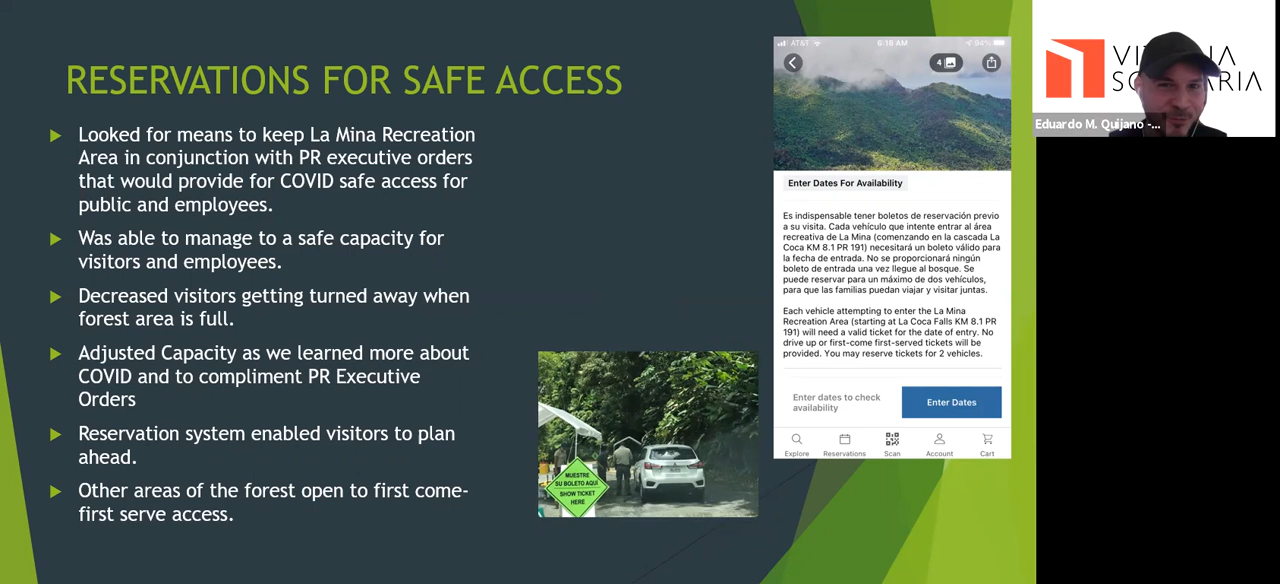 RESERVATIONS FOR SAFE ACCESS
Looked for means to keep La Mina Recreation
Area in conjunction with PR executive orders
that would provide for COVID safe access for
public and employees.
Was able to manage to a safe capacity for
visitors and employees.
Decreased visitors getting turned away when
forest area is full.
Adjusted Capacity as we learned more about
COVID and to compliment PR Executive
Orders
Reservation system enabled visitors to plan
ahead.
Other areas of the forest open to first come-
first serve access.
MUESTRE
SU BOLETO AQUÍ
SHOW TICKET
HERE
AT&T 6:18 AM 94%
4
Enter Dates For Availability
Es indispensable tener boletos de reservación previo
a su visita. Cada vehículo que intente entrar al área
recreativa de La Mina (comenzando en la cascada La
Coca KM 8.1 PR 191) necesitará un boleto válido para
la fecha de entrada. No se proporcionará ningún
boleto de entrada una vez llegue al bosque. Se
puede reservar para un máximo de dos vehículos,
para que las familias puedan viajar y visitar juntas.
Each vehicle attempting to enter the La Mina
Recreation Area (starting at La Coca Falls KM 8.1 PR
191) will need a valid ticket for the date of entry. No
drive up or first-come first-served tickets will be
provided. You may reserve tickets for 2 vehicles.
Enter dates to check
availability
Enter Dates
Explore Reservations Scan Account Cart
Eduardo M. Quijano -...